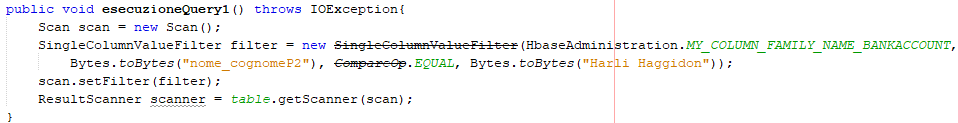 public void esecuzioneQuery1() throws IOException{
Scan scan = new Scan();
SingleColumnValueFilter filter = new SingleColumnValueFilter(HbaseAdministration.MY_COLUMN_FAMILY_NAME_BANKACCOUNT,
Bytes.toBytes("nome_cognomeP2"), CompareOp.EQUAL, Bytes.toBytes("Harli Haggidon"));
scan.setFilter(filter);
ResultScanner scanner = table.getScanner(scan);
}